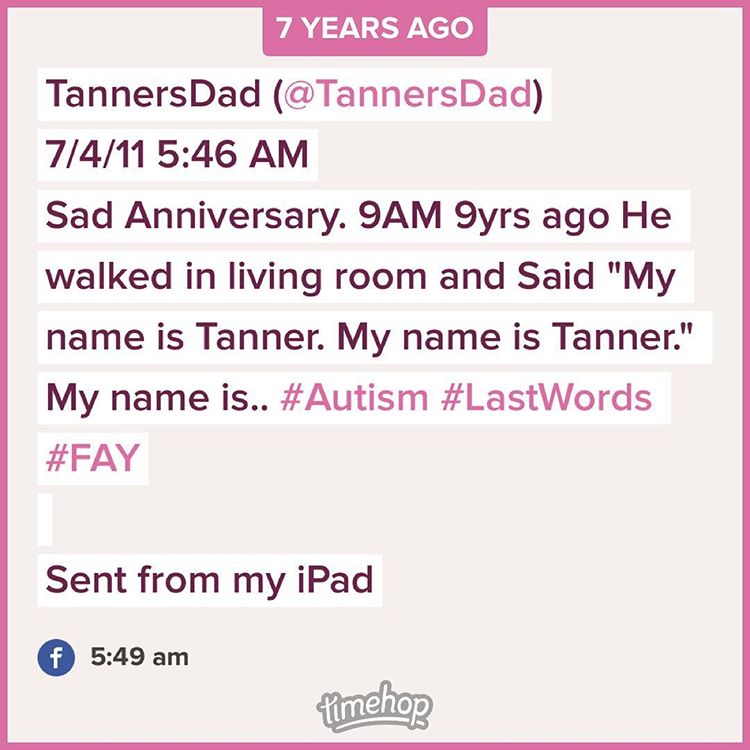 7 YEARS AGO
TannersDad (@TannersDad)
7/4/11 5:46 AM
Sad Anniversary. 9AM 9yrs ago He
walked in living room and Said "My
name is Tanner. My name is Tanner."
My name is.. #Autism #LastWords
#FAY
Sent from my iPad
f 5:49 am
timehop